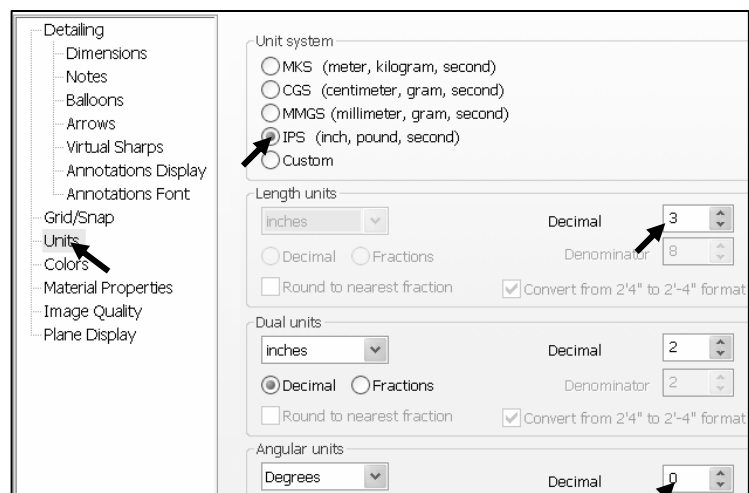 Detailing
Dimensions
Notes
Balloons
Arrows
Virtual Sharps
Annotations Display
Annotations Font
Grid/Snap
Units
Colors
Material Properties
Image Quality
Plane Display
Unit system
MKS (meter, kilogram, second)
CGS (centimeter, gram, second)
MMGS (millimeter, gram, second)
IPS (inch, pound, second)
Custom
Length units
inches Decimal 3
Decimal Fractions Denominator 8
Round to nearest fraction Convert from 2'4" to 2'-4" format
Dual units
inches Decimal 2
Decimal Fractions Denominator 2
Round to nearest fraction Convert from 2'4" to 2'-4" format
Angular units
Degrees Decimal 0